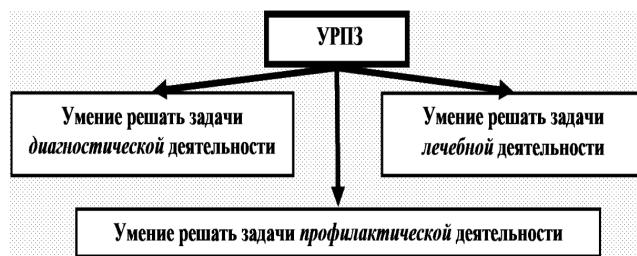 УРПЗ
Умение решать задачи
диагностической деятельности
Умение решать задачи
лечебной деятельности
Умение решать задачи профилактической деятельности